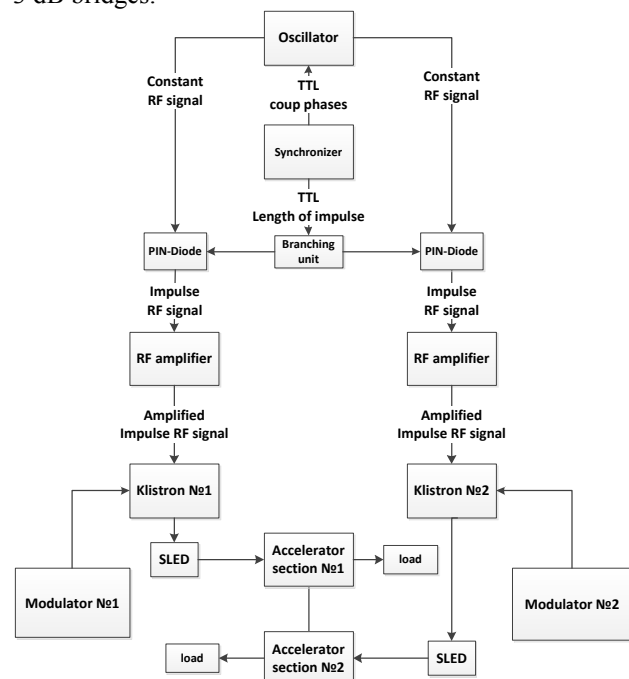 3 dB bridges.
Oscillator
Constant
RF signal
TTL
coup phases
Constant
RF signal
Synchronizer
TTL
Length of impulse
PIN-Diode
Branching
unit
PIN-Diode
Impulse
RF signal
Impulse
RF signal
RF amplifier
RF amplifier
Amplified
Impulse RF signal
Amplified
Impulse RF signal
Klistron №1
Klistron №2
SLED
Accelerator
section №1
load
Modulator №1
Modulator №2
load
Accelerator
section №2
SLED